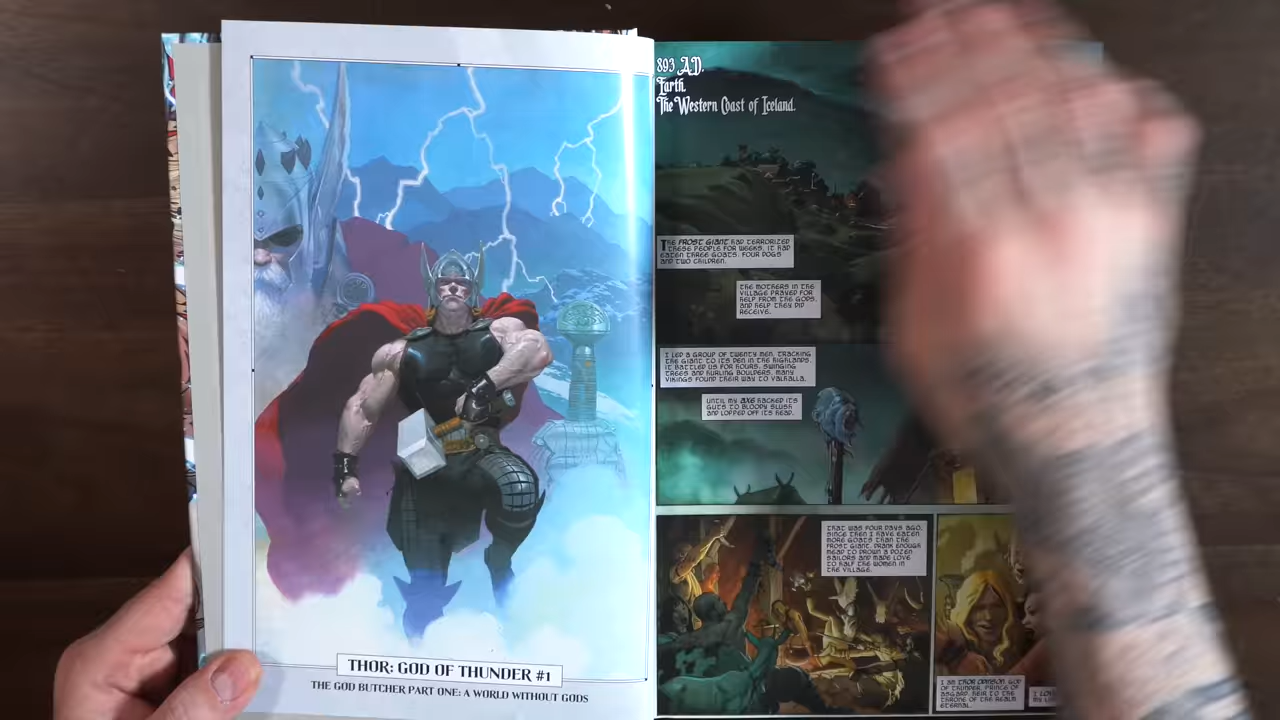 THOR: GOD OF THUNDER #1
THE GOD BUTCHER PART ONE: A WORLD WITHOUT GODS
893 A.D.
Earth.
The Western Coast of Iceland.
THE FROST GIANT HAD TERRORIZED
THESE PEOPLE FOR WEEKS. IT HAD
EATEN THREE GOATS, FOUR DOGS
AND TWO CHILDREN.
THE MOTHERS IN THE
VILLAGE PRAYED FOR
HELP FROM THE GODS,
AND HELP THEY DID
RECEIVE.
I LED A GROUP OF TWENTY MEN, TRACKING
THE GIANT TO ITS DEN IN THE HIGHLANDS.
IT BATTLED US FOR HOURS, SWINGING
TREES AND HURLING BOULDERS. MANY
VIKINGS FOUND THEIR WAY TO VALHALLA.
UNTIL MY AXE HACKED ITS
GUTS TO BLOODY SLUSH
AND LOPPED OFF ITS HEAD.
THAT WAS FOUR DAYS AGO.
SINCE THEN I HAVE EATEN
MORE GOATS THAN THE
FROST GIANT, DRANK ENOUGH
MEAD TO DROWN A DOZEN
SAILORS AND MADE LOVE
TO HALF THE WOMEN IN
THE VILLAGE.
I AM THOR ODINSON, GOD
OF THUNDER, PRINCE OF
ASGARD, HEIR TO THE
THRONE OF THE REALM
ETERNAL.